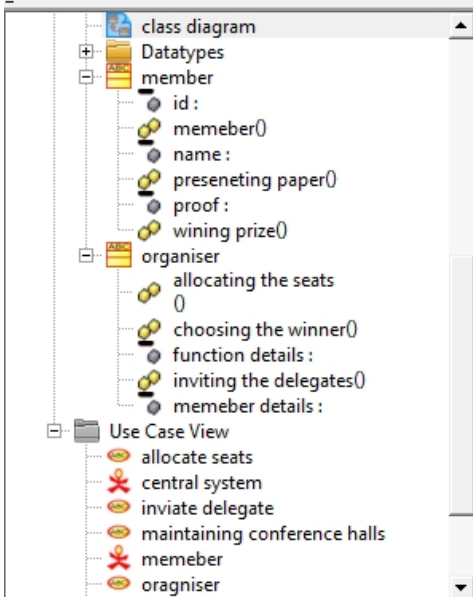 class diagram
Datatypes
member
id :
memeber()
name :
preseneting paper()
proof :
wining prize()
organiser
allocating the seats
()
choosing the winner()
function details :
inviting the delegates()
memeber details :
Use Case View
allocate seats
central system
inviate delegate
maintaining conference halls
memeber
oragniser